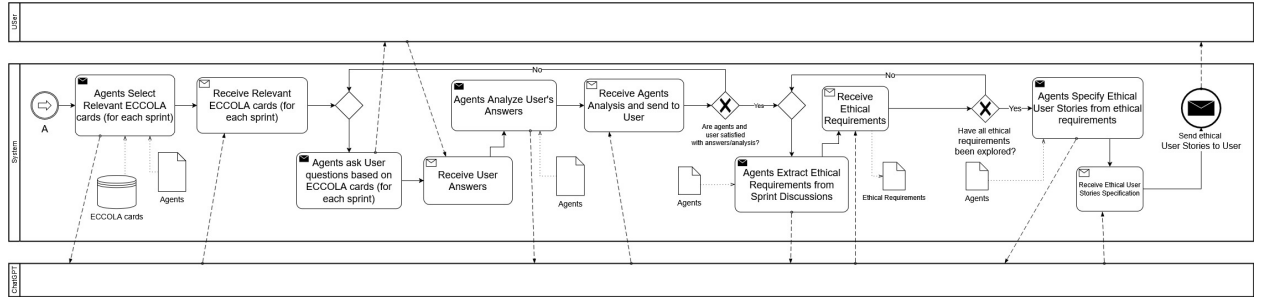 USer
System
ChatGPT
A
Agents Select
Relevant ECCOLA
cards (for each sprint)
ECCOLA cards
Agents
Receive Relevant
ECCOLA cards (for
each sprint)
Agents ask User
questions based on
ECCOLA cards (for
each sprint)
Receive User
Answers
Agents Analyze User's
Answers
Agents
Receive Agents
Analysis and send to
User
No
Are agents and
user satisfied
with answers/analysis?
Yes
Agents
Agents Extract Ethical
Requirements from
Sprint Discussions
Receive
Ethical
Requirements
Ethical Requirements
No
Have all ethical
requirements
been explored?
Yes
Agents
Agents Specify Ethical
User Stories from ethical
requirements
Receive Ethical User
Stories Specification
Send ethical
User Stories to User